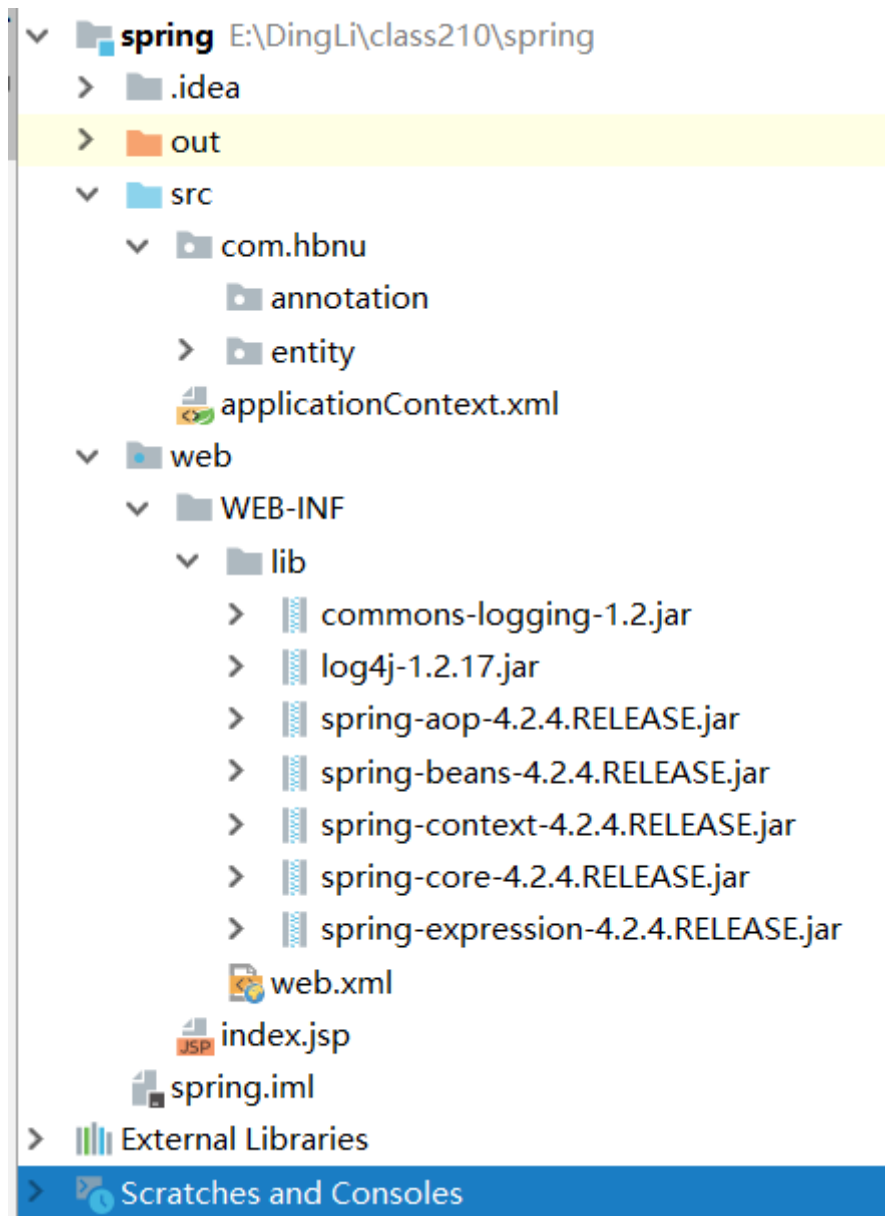 spring E:\DingLi\class210\spring
.idea
out
src
com.hbnu
annotation
entity
applicationContext.xml
web
WEB-INF
lib
commons-logging-1.2.jar
log4j-1.2.17.jar
spring-aop-4.2.4.RELEASE.jar
spring-beans-4.2.4.RELEASE.jar
spring-context-4.2.4.RELEASE.jar
spring-core-4.2.4.RELEASE.jar
spring-expression-4.2.4.RELEASE.jar
web.xml
JSP index.jsp
spring.iml
External Libraries
Scratches and Consoles